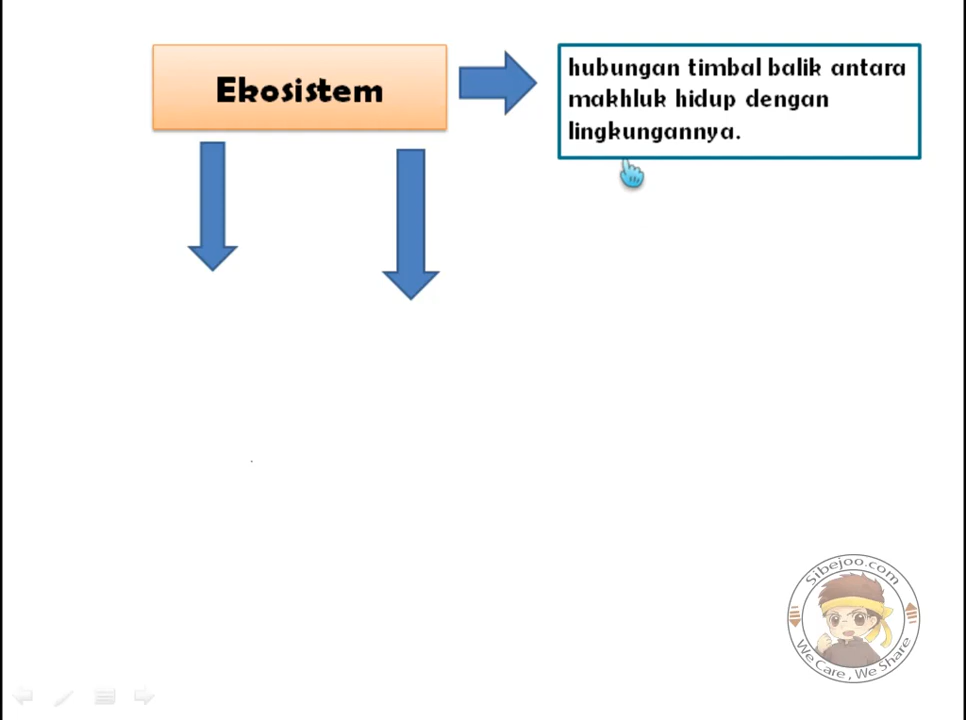 Ekosistem
hubungan timbal balik antara
makhluk hidup dengan
lingkungannya.
Sibejoo.com
We Care , We Share